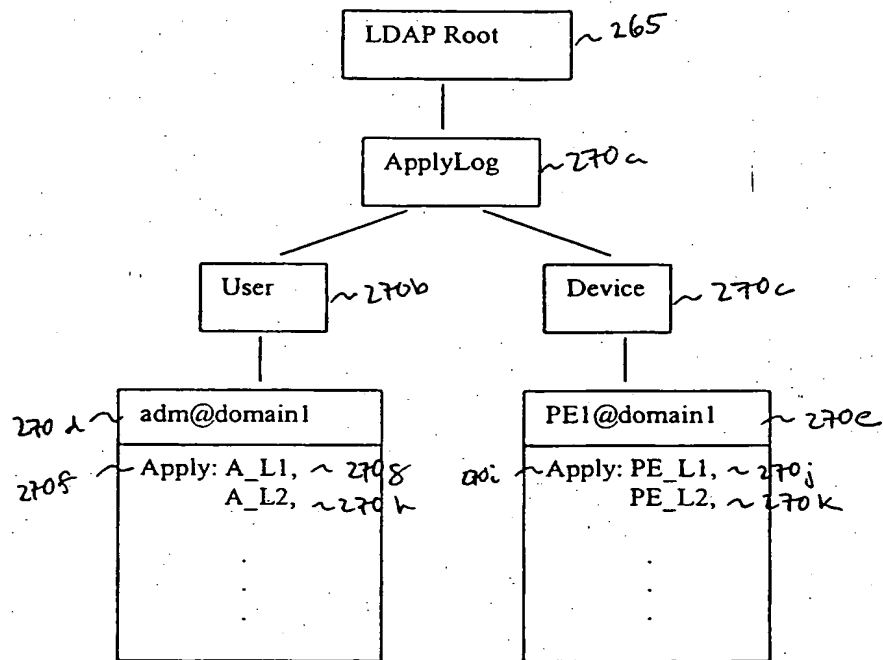 LDAP Root ~ 265
ApplyLog ~ 270a
User ~ 270b
Device ~ 270c
270d ~ adm@domain1
PE1@domain1 ~ 270e
270f ~ Apply: A_L1, ~ 270g
A_L2, ~ 270h
270i ~ Apply: PE_L1, ~ 270j
PE_L2, ~ 270k